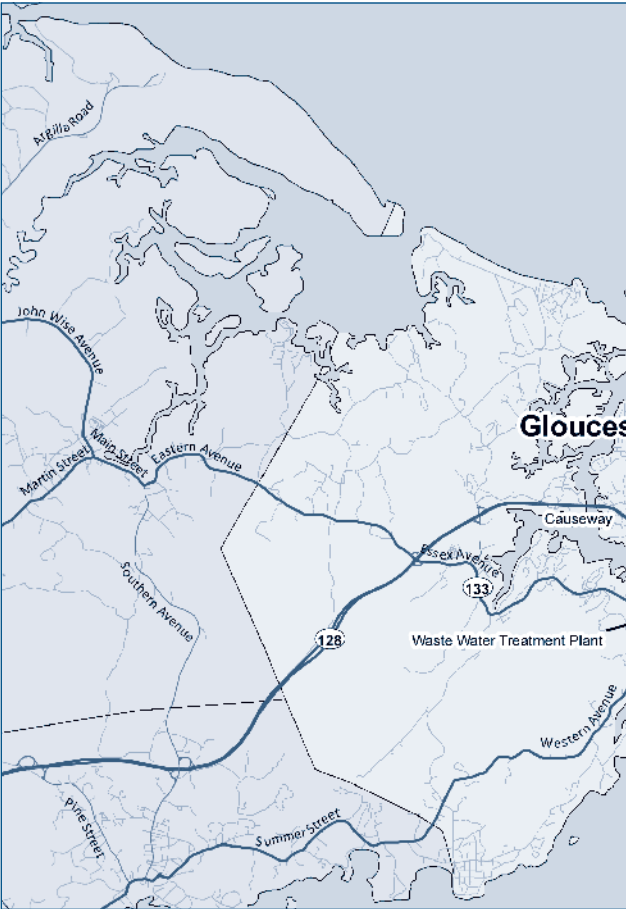 Argilla Road
John Wise Avenue
Glouces
Main Street
Eastern Avenue
Martin Street
Causeway
Essex Avenue
133
Southern Avenue
128
Waste Water Treatment Plant
Western Avenue
Pine Street
Summer Street